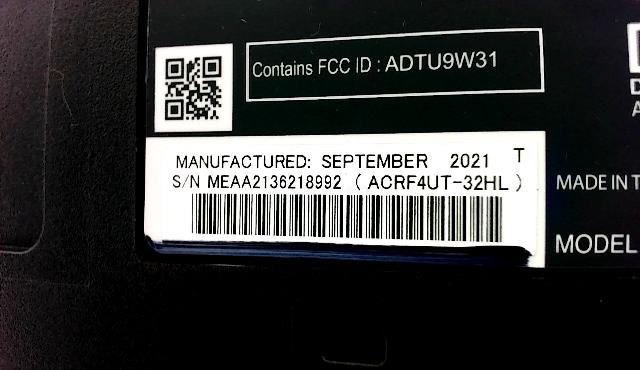 Contains FCC ID : ADTU9W31
MANUFACTURED: SEPTEMBER 2021 T
S/N MEAA2136218992 ( ACRF4UT-32HL )
MADE IN T
MODEL